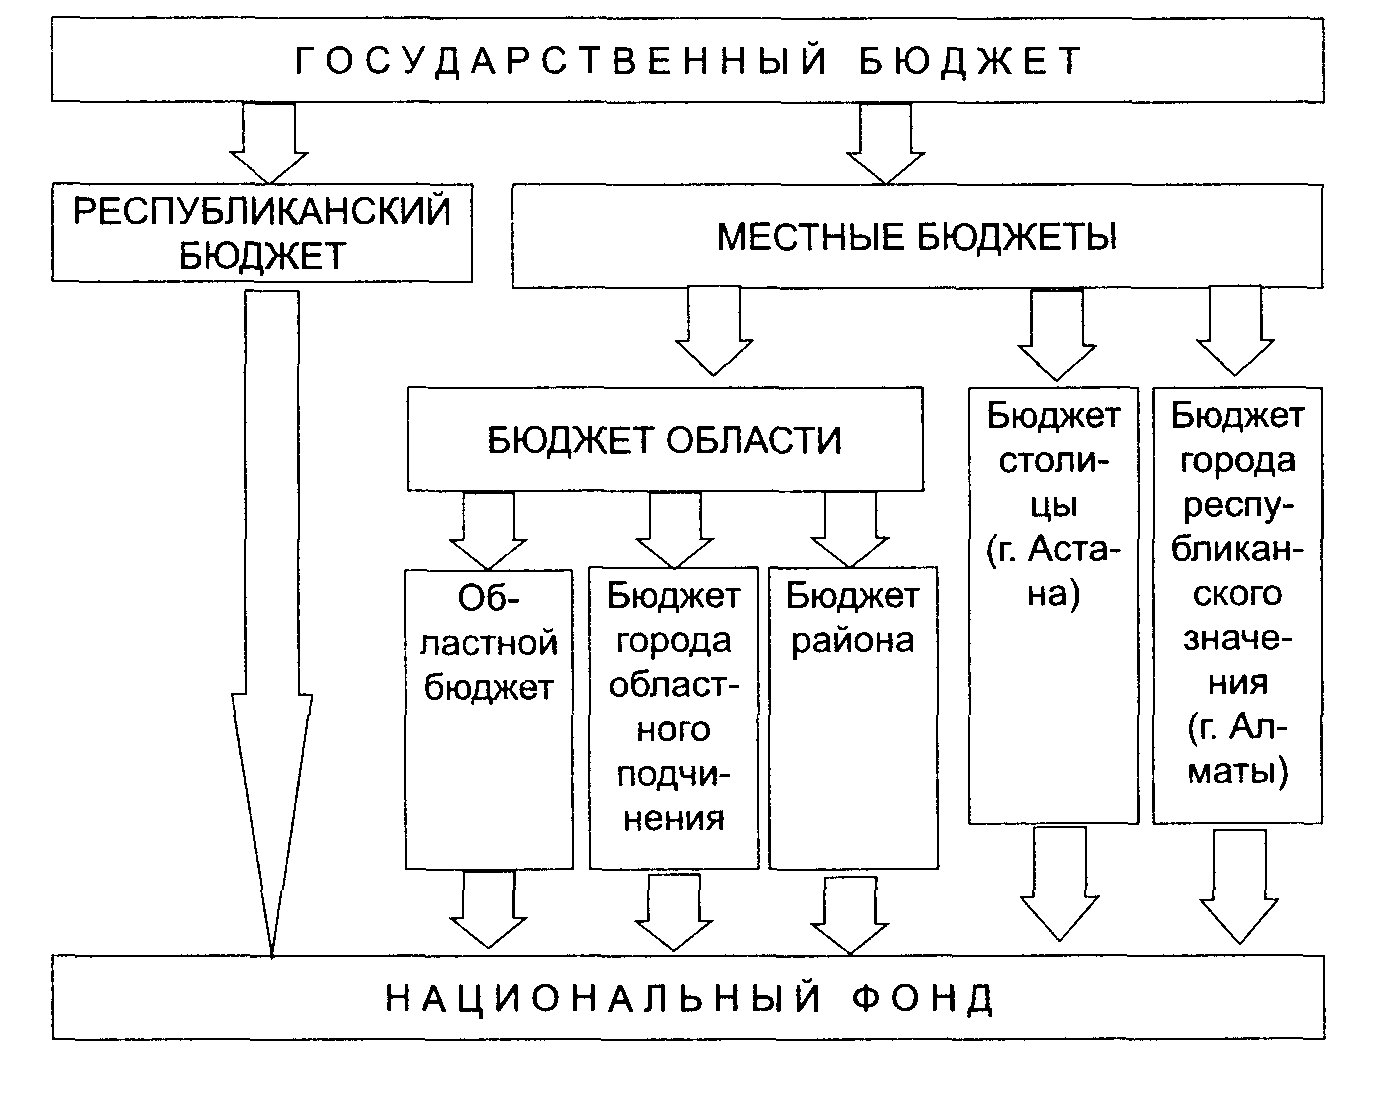 ГОСУДАРСТВЕННЫЙ БЮДЖЕТ
РЕСПУБЛИКАНСКИЙ
БЮДЖЕТ
МЕСТНЫЕ БЮДЖЕТЫ
БЮДЖЕТ ОБЛАСТИ
Бюджет
столи-
цы
(г. Аста-
на)
Бюджет
города
респу-
бликан-
ского
значе-
ния
(г. Ал-
маты)
Об-
ластной
бюджет
Бюджет
города
област-
ного
подчи-
нения
Бюджет
района
НАЦИОНАЛЬНЫЙ ФОНД